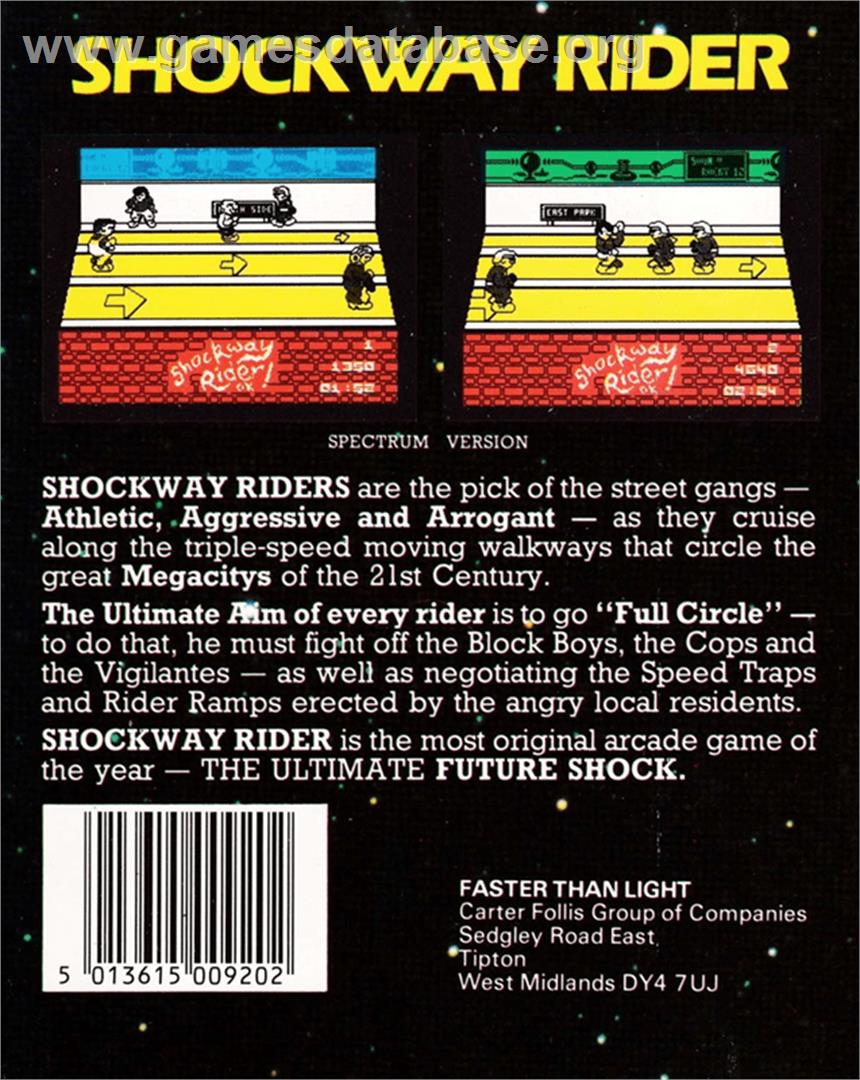 www.gamesdatabase.org
SHOCKWAY RIDER
EAST PARK
Shockway
Rider!
OK
1
1350
01:52
Shockway
Rider!
OK
4640
02:24
SPECTRUM VERSION
SHOCKWAY RIDERS are the pick of the street gangs —
Athletic, Aggressive and Arrogant — as they cruise
along the triple-speed moving walkways that circle the
great Megacitys of the 21st Century.
The Ultimate Aim of every rider is to go “Full Circle” —
to do that, he must fight off the Block Boys, the Cops and
the Vigilantes — as well as negotiating the Speed Traps
and Rider Ramps erected by the angry local residents.
SHOCKWAY RIDER is the most original arcade game of
the year — THE ULTIMATE FUTURE SHOCK.
5 013615 009202
FASTER THAN LIGHT
Carter Follis Group of Companies
Sedgley Road East,
Tipton
West Midlands DY4 7UJ